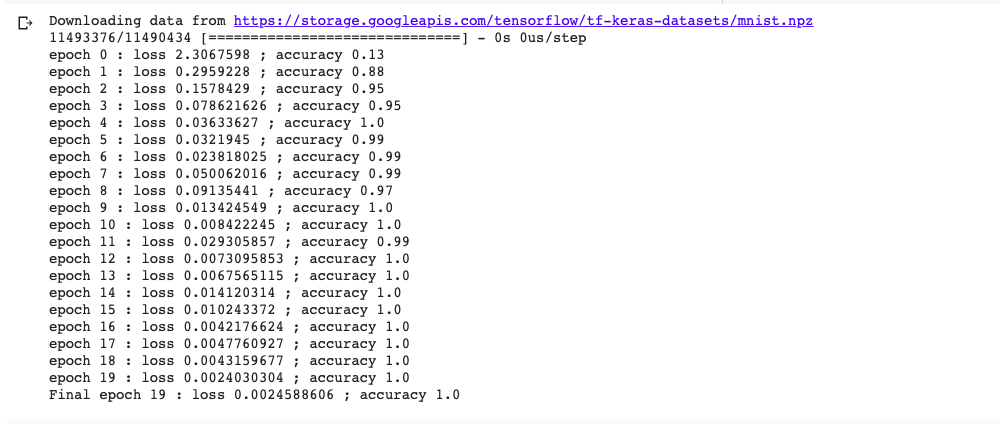 Downloading data from https://storage.googleapis.com/tensorflow/tf-keras-datasets/mnist.npz
11493376/11490434 [==============================] - 0s 0us/step
epoch 0 : loss 2.3067598 ; accuracy 0.13
epoch 1 : loss 0.2959228 ; accuracy 0.88
epoch 2 : loss 0.1578429 ; accuracy 0.95
epoch 3 : loss 0.078621626 ; accuracy 0.95
epoch 4 : loss 0.03633627 ; accuracy 1.0
epoch 5 : loss 0.0321945 ; accuracy 0.99
epoch 6 : loss 0.023818025 ; accuracy 0.99
epoch 7 : loss 0.050062016 ; accuracy 0.99
epoch 8 : loss 0.09135441 ; accuracy 0.97
epoch 9 : loss 0.013424549 ; accuracy 1.0
epoch 10 : loss 0.008422245 ; accuracy 1.0
epoch 11 : loss 0.029305857 ; accuracy 0.99
epoch 12 : loss 0.0073095853 ; accuracy 1.0
epoch 13 : loss 0.0067565115 ; accuracy 1.0
epoch 14 : loss 0.014120314 ; accuracy 1.0
epoch 15 : loss 0.010243372 ; accuracy 1.0
epoch 16 : loss 0.0042176624 ; accuracy 1.0
epoch 17 : loss 0.0047760927 ; accuracy 1.0
epoch 18 : loss 0.0043159677 ; accuracy 1.0
epoch 19 : loss 0.0024030304 ; accuracy 1.0
Final epoch 19 : loss 0.0024588606 ; accuracy 1.0